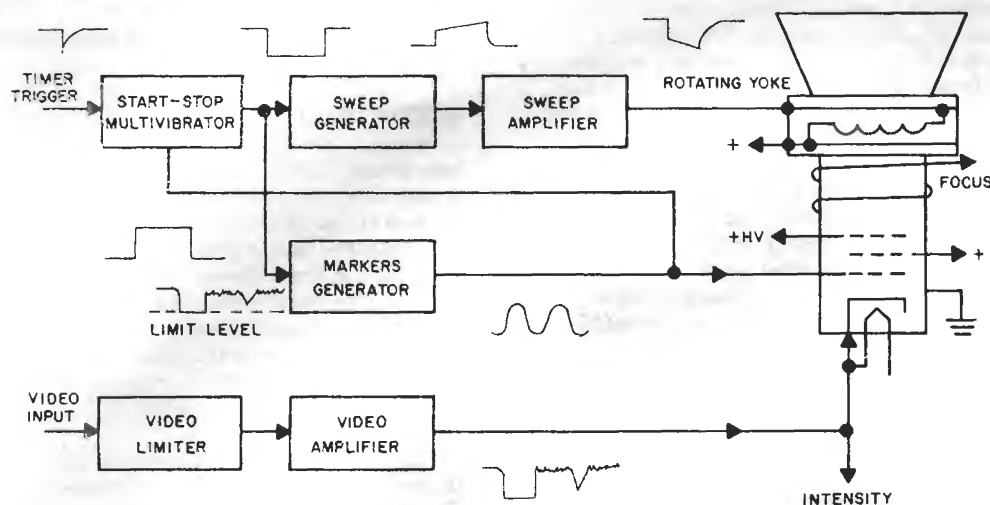 TIMER
TRIGGER
START-STOP
MULTIVIBRATOR
SWEEP
GENERATOR
SWEEP
AMPLIFIER
ROTATING YOKE
+
FOCUS
+HV
+
MARKERS
GENERATOR
LIMIT LEVEL
VIDEO
INPUT
VIDEO
LIMITER
VIDEO
AMPLIFIER
INTENSITY